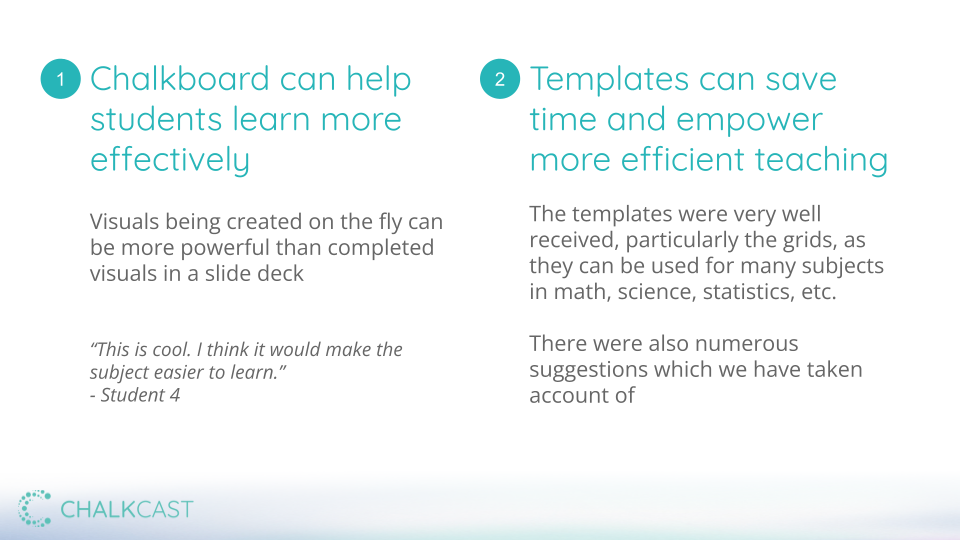 1
Chalkboard can help
students learn more
effectively
Visuals being created on the fly can
be more powerful than completed
visuals in a slide deck
“This is cool. I think it would make the
subject easier to learn.”
- Student 4
2
Templates can save
time and empower
more efficient teaching
The templates were very well
received, particularly the grids, as
they can be used for many subjects
in math, science, statistics, etc.
There were also numerous
suggestions which we have taken
account of
CHALKCAST